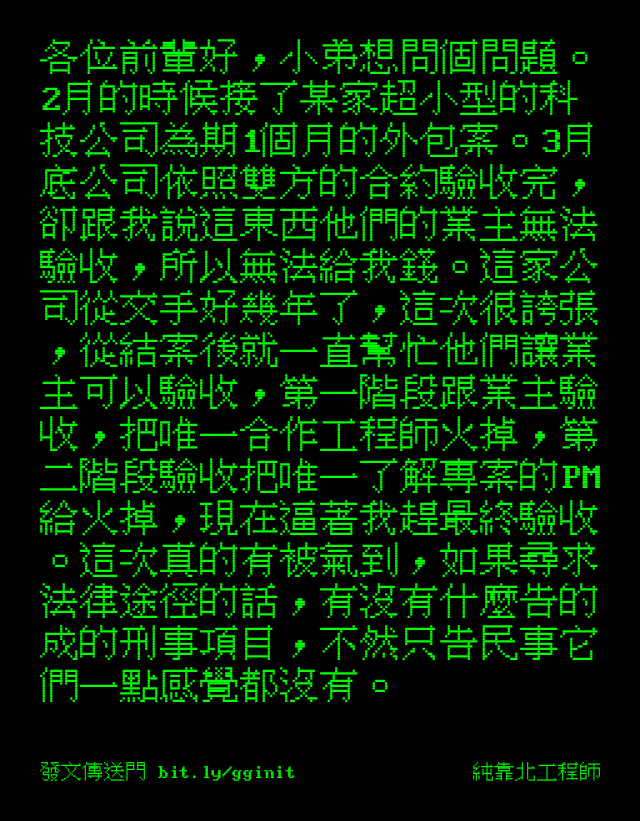 各位前輩好，小弟想問個問題。
2月的時候接了某家超小型的科
技公司為期1個月的外包案。3月
底公司依照雙方的合約驗收完，
卻跟我說這東西他們的業主無法
驗收，所以無法給我錢。這家公
司從交手好幾年了，這次很誇張
，從結案後就一直幫忙他們讓業
主可以驗收，第一階段跟業主驗
收，把唯一合作工程師火掉，第
二階段驗收把唯一了解專案的PM
給火掉，現在逼著我趕最終驗收
。這次真的有被氣到，如果尋求
法律途徑的話，有沒有什麼告的
成的刑事項目，不然只告民事它
們一點感覺都沒有。
發文傳送門 bit.ly/gginit
純靠北工程師